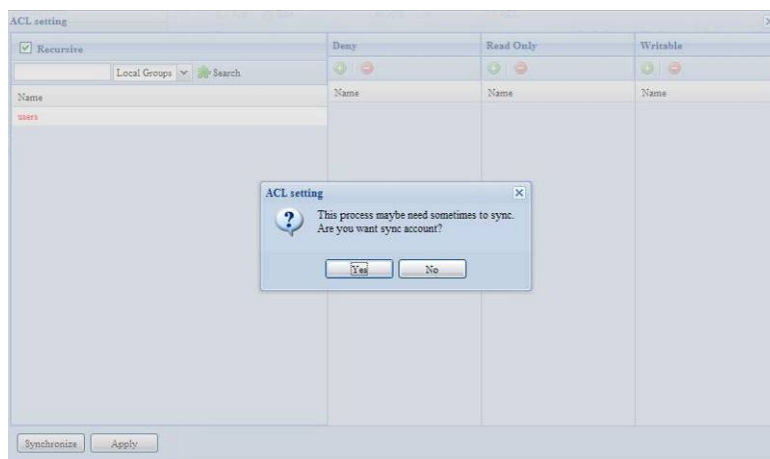 ACL setting
Recursive
Deny
Read Only
Writable
Local Groups
Search
Name
Name
Name
Name
users
ACL setting
This process maybe need sometimes to sync.
Are you want sync account?
Yes
No
Synchronize
Apply